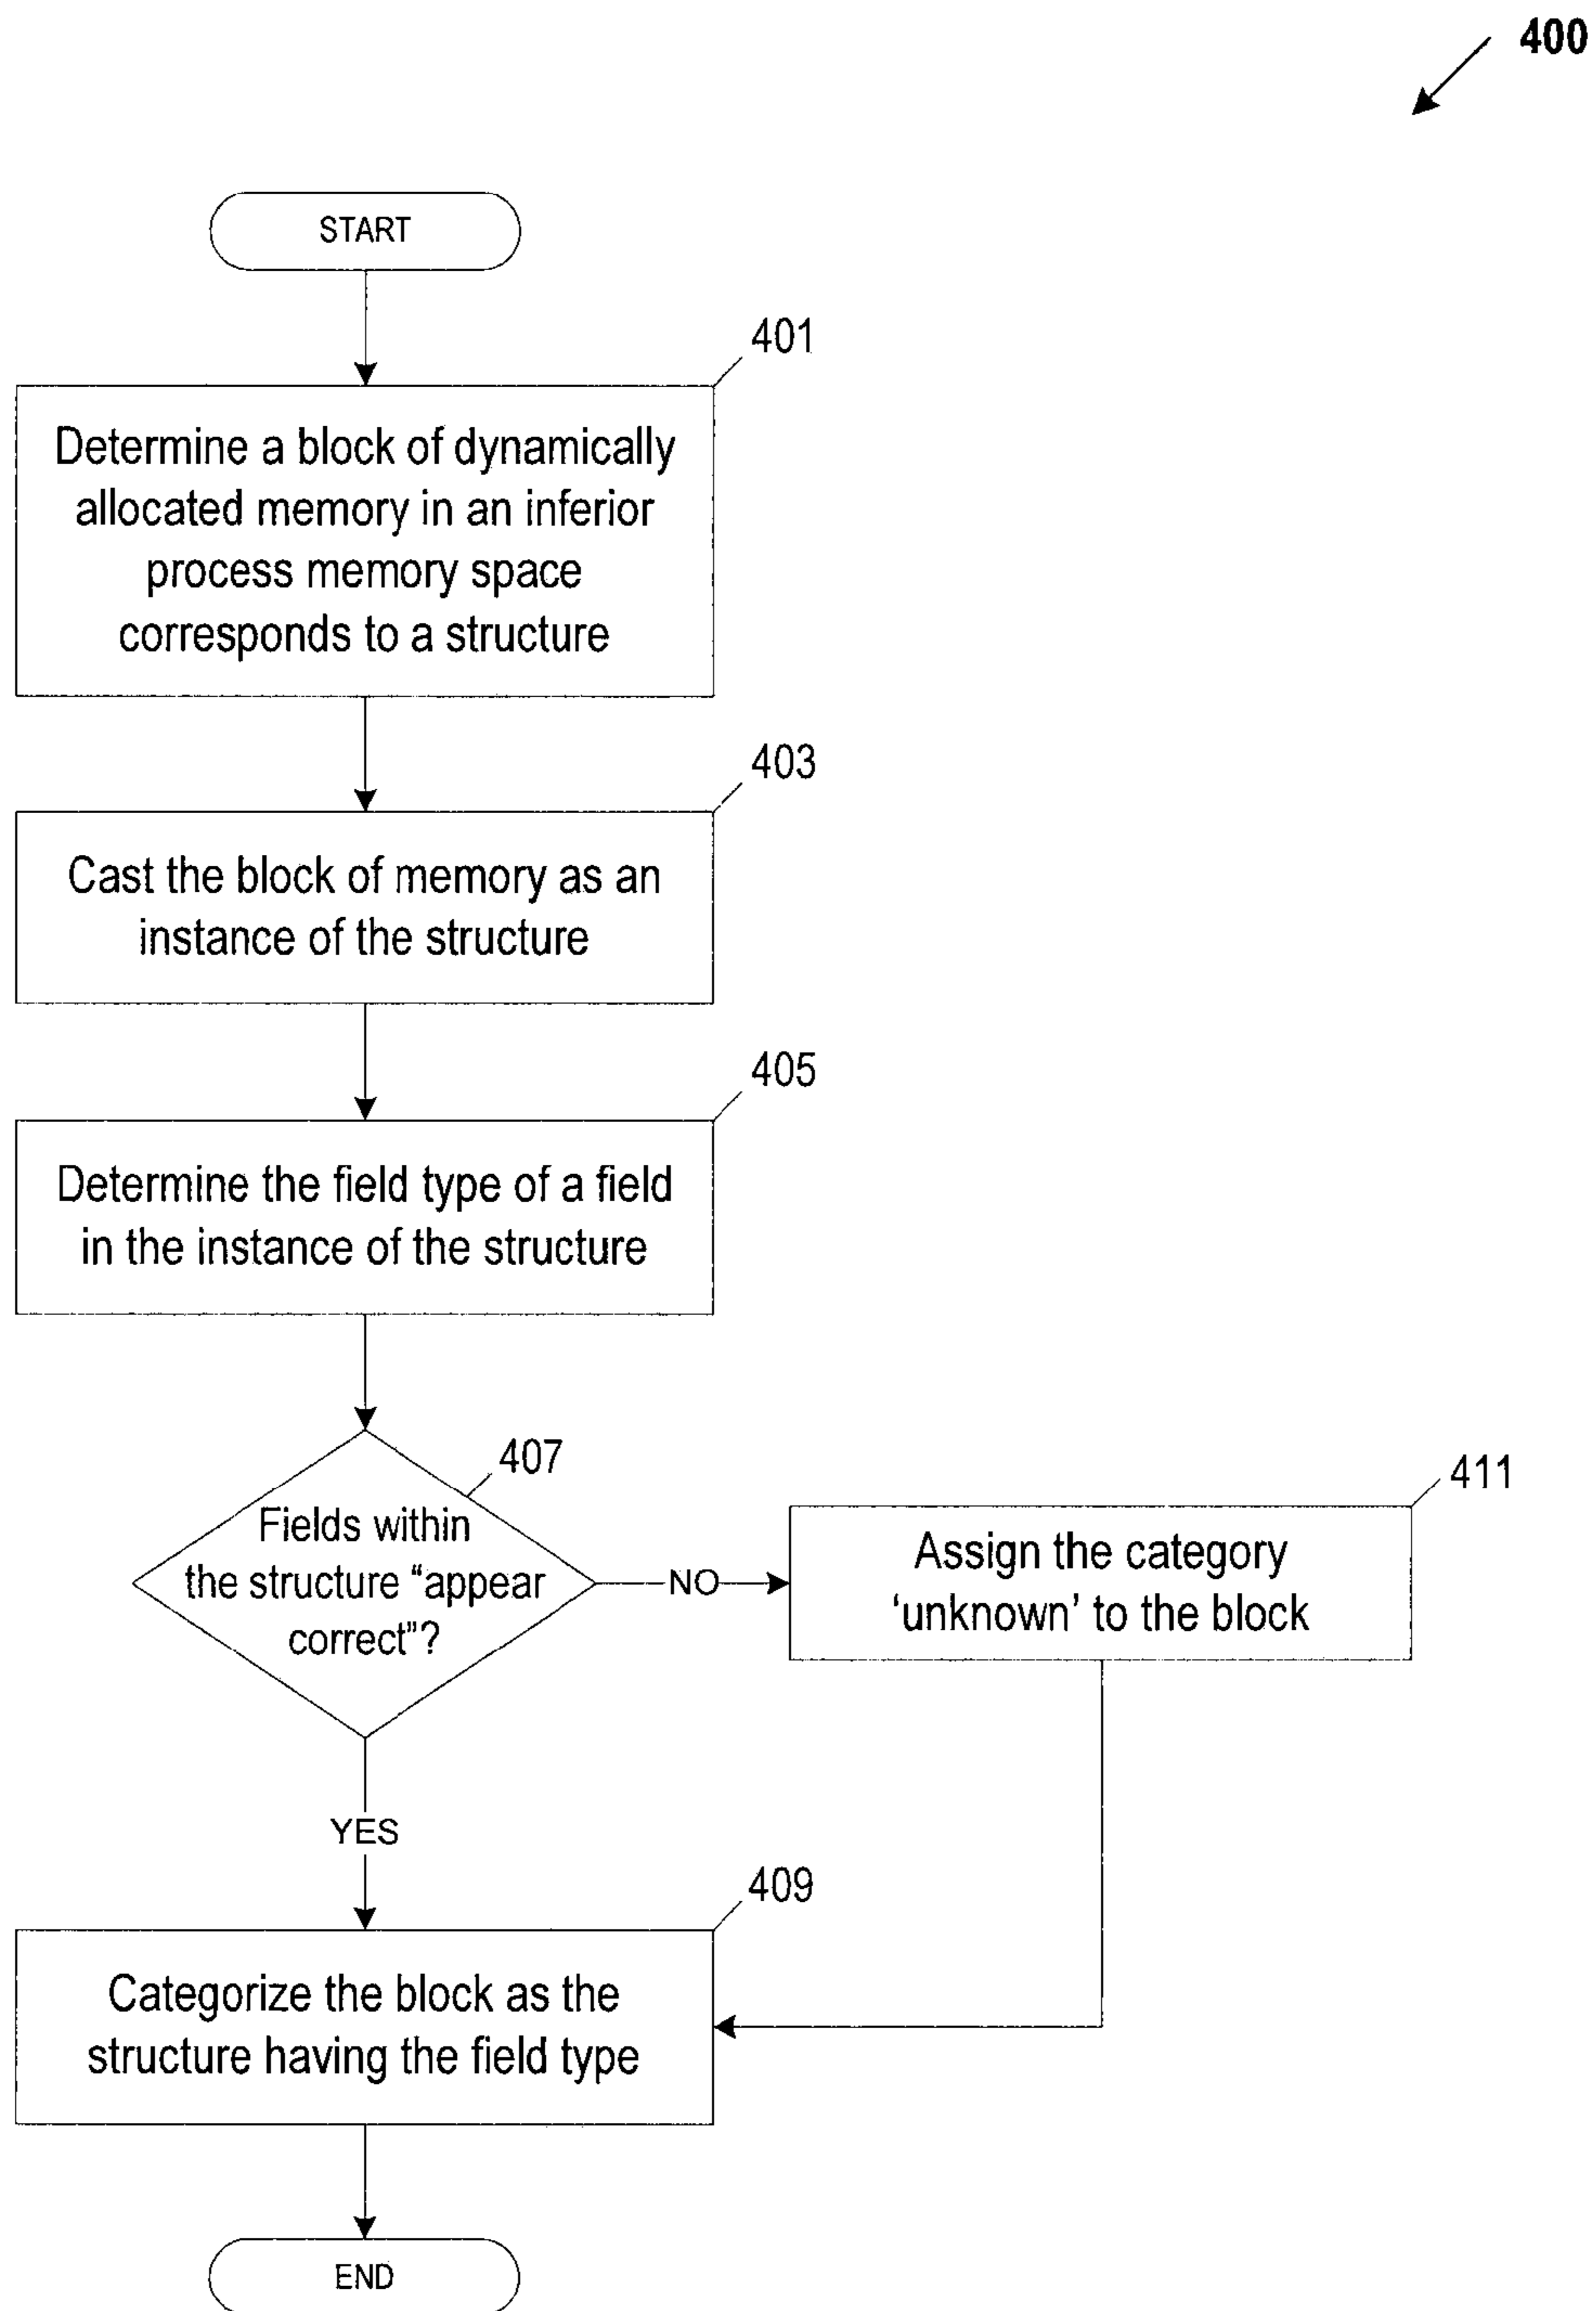 400
START
401
Determine a block of dynamically
allocated memory in an inferior
process memory space
corresponds to a structure
403
Cast the block of memory as an
instance of the structure
405
Determine the field type of a field
in the instance of the structure
407
Fields within
the structure “appear
correct”?
NO
411
Assign the category
‘unknown’ to the block
YES
409
Categorize the block as the
structure having the field type
END